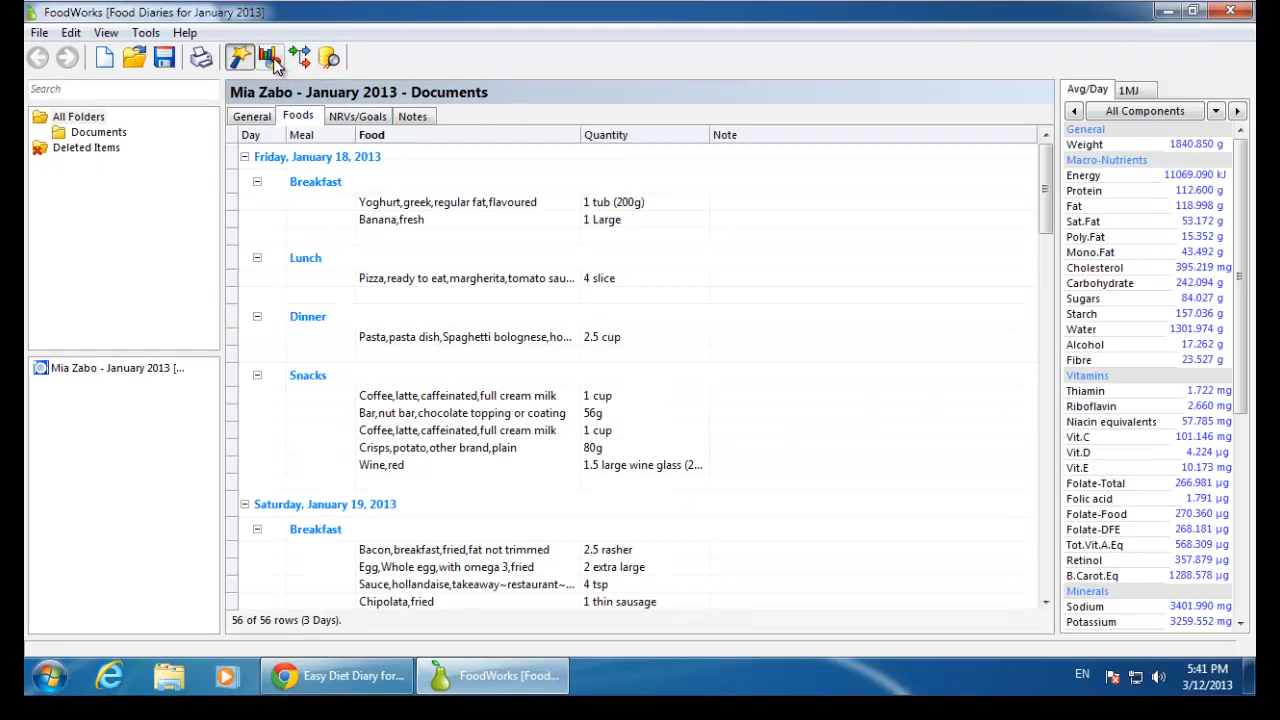 FoodWorks [Food Diaries for January 2013]
File Edit View Tools Help
Search
All Folders
Documents
Deleted Items
Mia Zabo - January 2013 [...
Mia Zabo - January 2013 - Documents
General Foods NRVs/Goals Notes
Day Meal Food Quantity Note
Friday, January 18, 2013
Breakfast
Yoghurt,greek,regular fat,flavoured 1 tub (200g)
Banana,fresh 1 Large
Lunch
Pizza,ready to eat,margherita,tomato sau... 4 slice
Dinner
Pasta,pasta dish,Spaghetti bolognese,ho... 2.5 cup
Snacks
Coffee,latte,caffeinated,full cream milk 1 cup
Bar,nut bar,chocolate topping or coating 56g
Coffee,latte,caffeinated,full cream milk 1 cup
Crisps,potato,other brand,plain 80g
Wine,red 1.5 large wine glass (2...
Saturday, January 19, 2013
Breakfast
Bacon,breakfast,fried,fat not trimmed 2.5 rasher
Egg,Whole egg,with omega 3,fried 2 extra large
Sauce,hollandaise,takeaway~restaurant~... 4 tsp
Chipolata,fried 1 thin sausage
56 of 56 rows (3 Days).
Avg/Day 1MJ
All Components
General
Weight 1840.850 g
Macro-Nutrients
Energy 11069.090 kJ
Protein 112.600 g
Fat 118.998 g
Sat.Fat 53.172 g
Poly.Fat 15.352 g
Mono.Fat 43.492 g
Cholesterol 395.219 mg
Carbohydrate 242.094 g
Sugars 84.027 g
Starch 157.036 g
Water 1301.974 g
Alcohol 17.262 g
Fibre 23.527 g
Vitamins
Thiamin 1.722 mg
Riboflavin 2.660 mg
Niacin equivalents 57.785 mg
Vit.C 101.146 mg
Vit.D 4.224 µg
Vit.E 10.173 mg
Folate-Total 266.981 µg
Folic acid 1.791 µg
Folate-Food 270.360 µg
Folate-DFE 268.181 µg
Tot.Vit.A.Eq 568.309 µg
Retinol 357.879 µg
B.Carot.Eq 1288.578 µg
Minerals
Sodium 3401.990 mg
Potassium 3259.552 mg
Easy Diet Diary for...
FoodWorks [Food...
EN
5:41 PM
3/12/2013